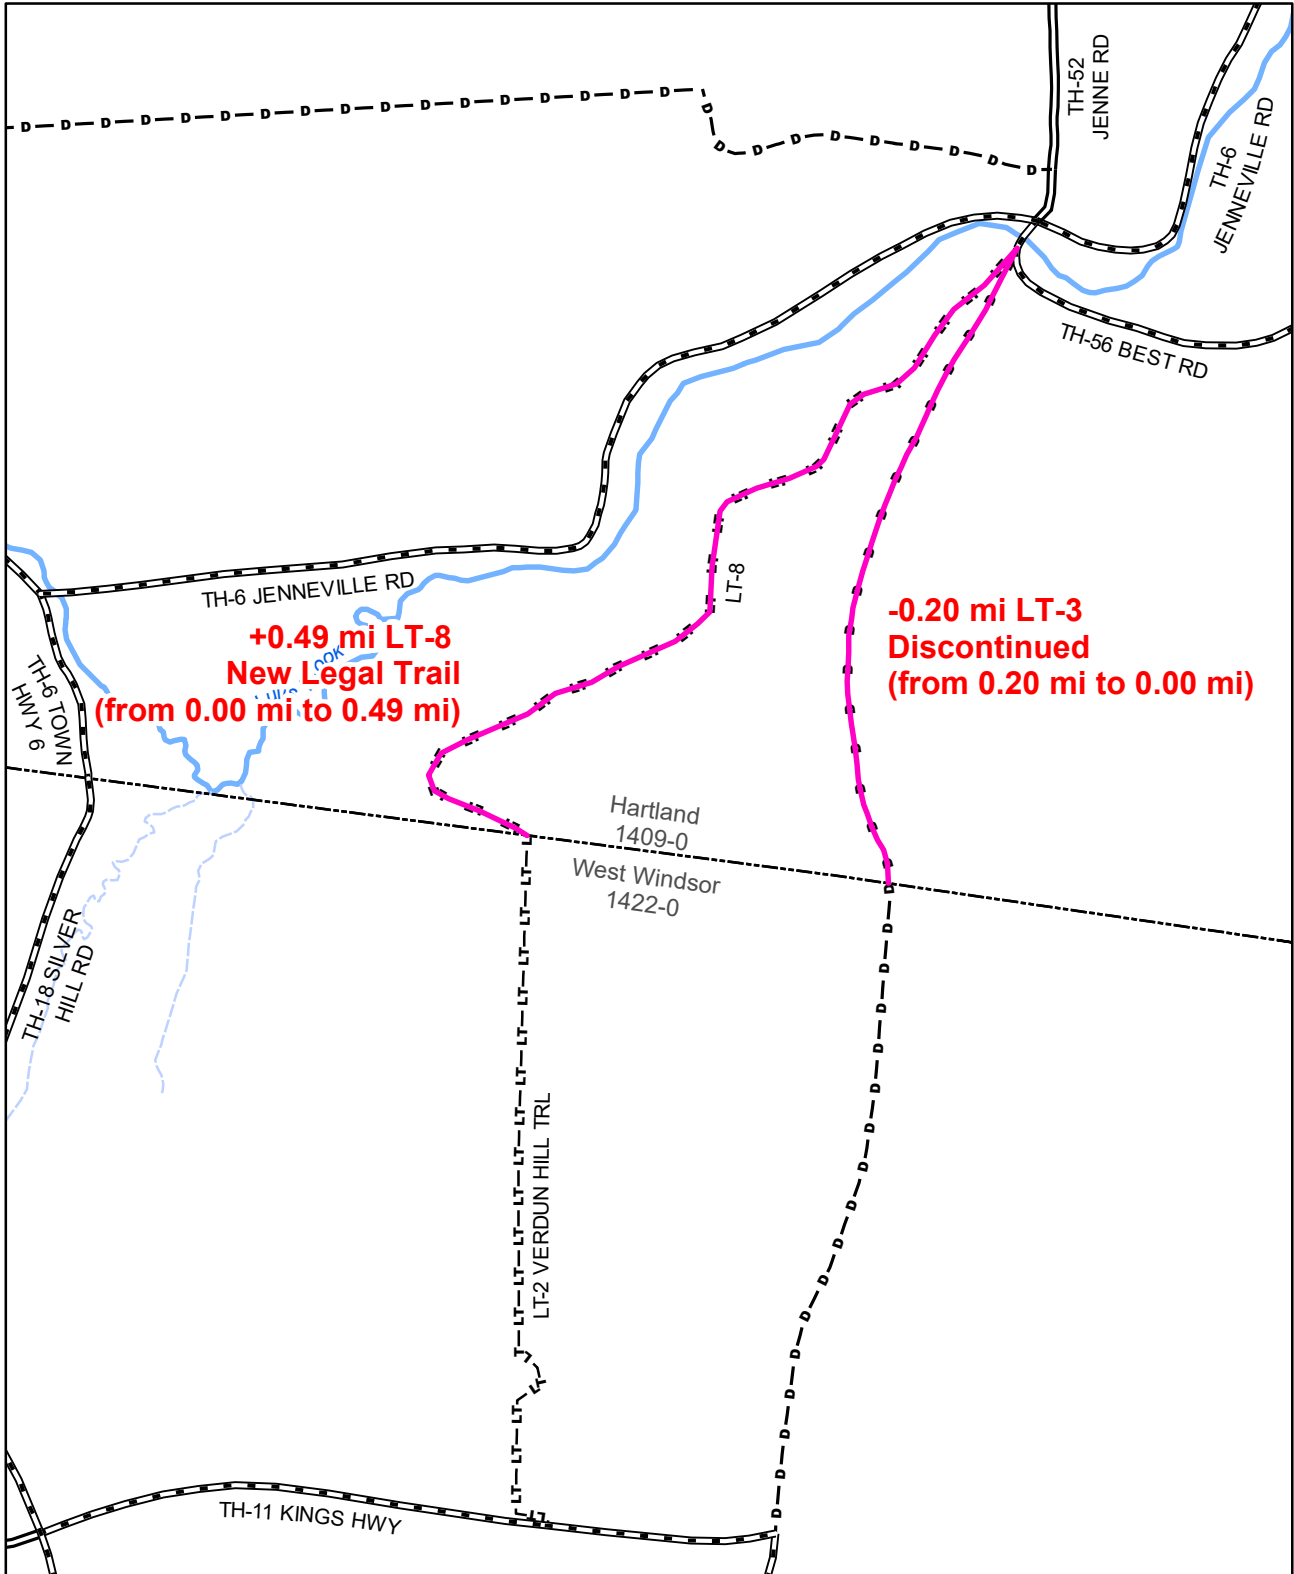 TH-52
JENNE RD
TH-6
JENNEVILLE RD
TH-56 BEST RD
TH-6 JENNEVILLE RD
LT-8
+0.49 mi LT-8
New Legal Trail
(from 0.00 mi to 0.49 mi)
-0.20 mi LT-3
Discontinued
(from 0.20 mi to 0.00 mi)
TH-6 TOWN
HWY 6
Hartland
1409-0
West Windsor
1422-0
TH-18 SILVER
HILL RD
LT-2 VERDUN HILL TRL
TH-11 KINGS HWY